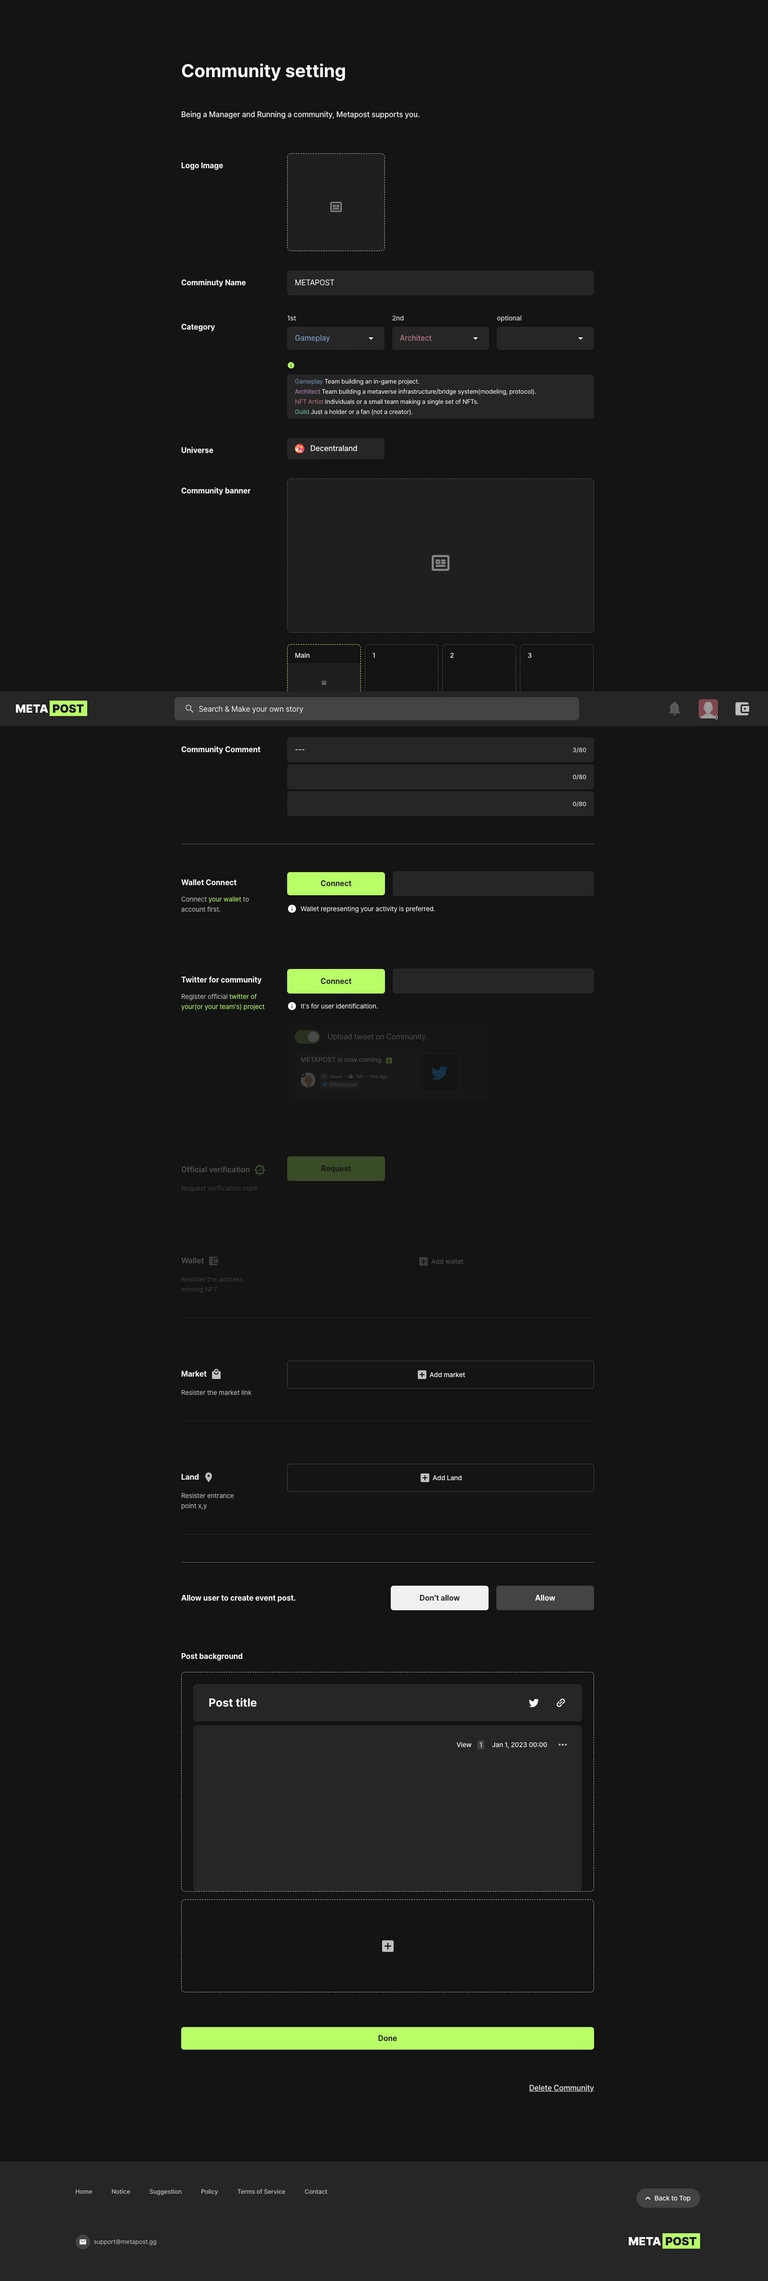 Community setting
Being a Manager and Running a community, Metapost supports you.
Logo Image
Comminuty Name
METAPOST
Category
1st
2nd
optional
Gameplay
Architect
Gameplay Team building an in-game project.
Architect Team building a metaverse infrastructure/bridge system(modeling, protocol).
NFT Artist Individuals or a small team making a single set of NFTs.
Guild Just a holder or a fan (not a creator).
Universe
Decentraland
Community banner
Main
1
2
3
METAPOST
Search & Make your own story
Community Comment
---
3/80
0/80
0/80
Wallet Connect
Connect your wallet to
account first.
Connect
Wallet representing your activity is preferred.
Twitter for community
Register official twitter of
your(or your team's) project
Connect
It's for user identificaition.
Upload tweet on Community.
METAPOST is now coming.
Official verification
Request verification mark
Request
Wallet
Resister the address
minting NFT
Add wallet
Market
Resister the market link
Add market
Land
Resister entrance
point x,y
Add Land
Allow user to create event post.
Don't allow
Allow
Post background
Post title
View 1 Jan 1, 2023 00:00
Done
Delete Community
Home
Notice
Suggestion
Policy
Terms of Service
Contact
Back to Top
support@metapost.gg
METAPOST